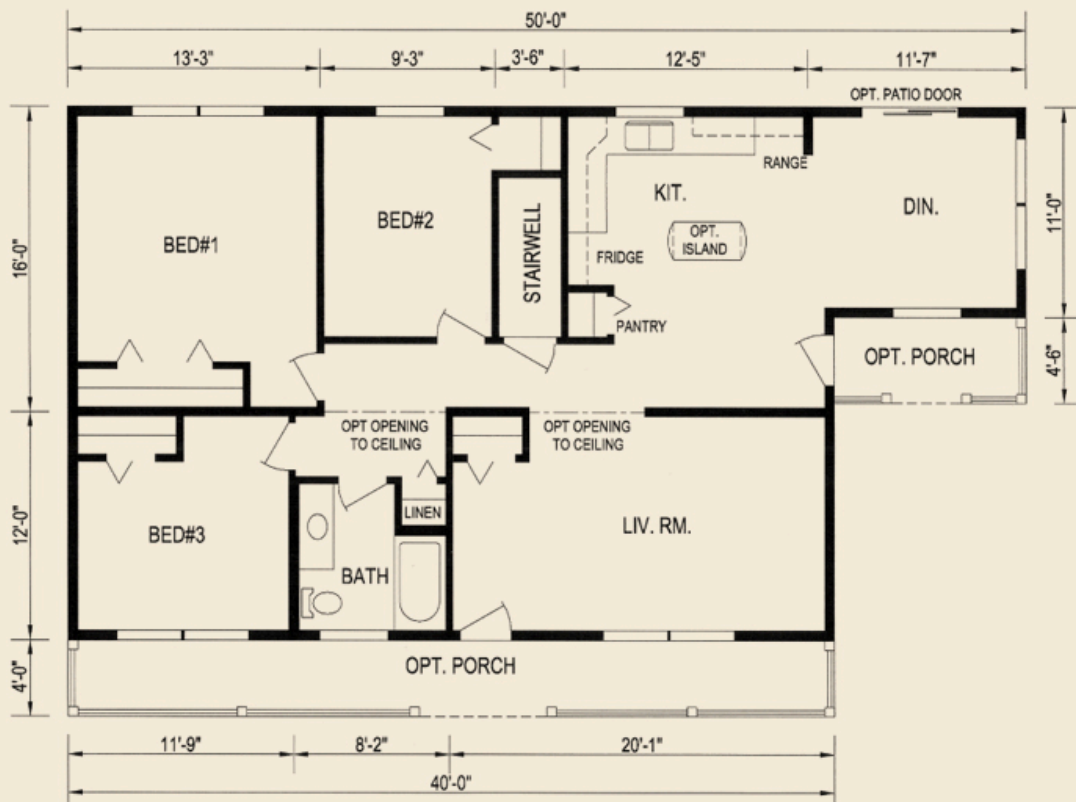 50'-0"
13'-3"
9'-3"
3'-6"
12'-5"
11'-7"
OPT. PATIO DOOR
RANGE
KIT.
DIN.
BED#1
BED#2
STAIRWELL
OPT.
ISLAND
FRIDGE
16'-0"
11'-0"
PANTRY
OPT. PORCH
4'-6"
OPT OPENING
TO CEILING
OPT OPENING
TO CEILING
LINEN
12'-0"
BED#3
LIV. RM.
BATH
OPT. PORCH
4'-0"
11'-9"
8'-2"
20'-1"
40'-0"